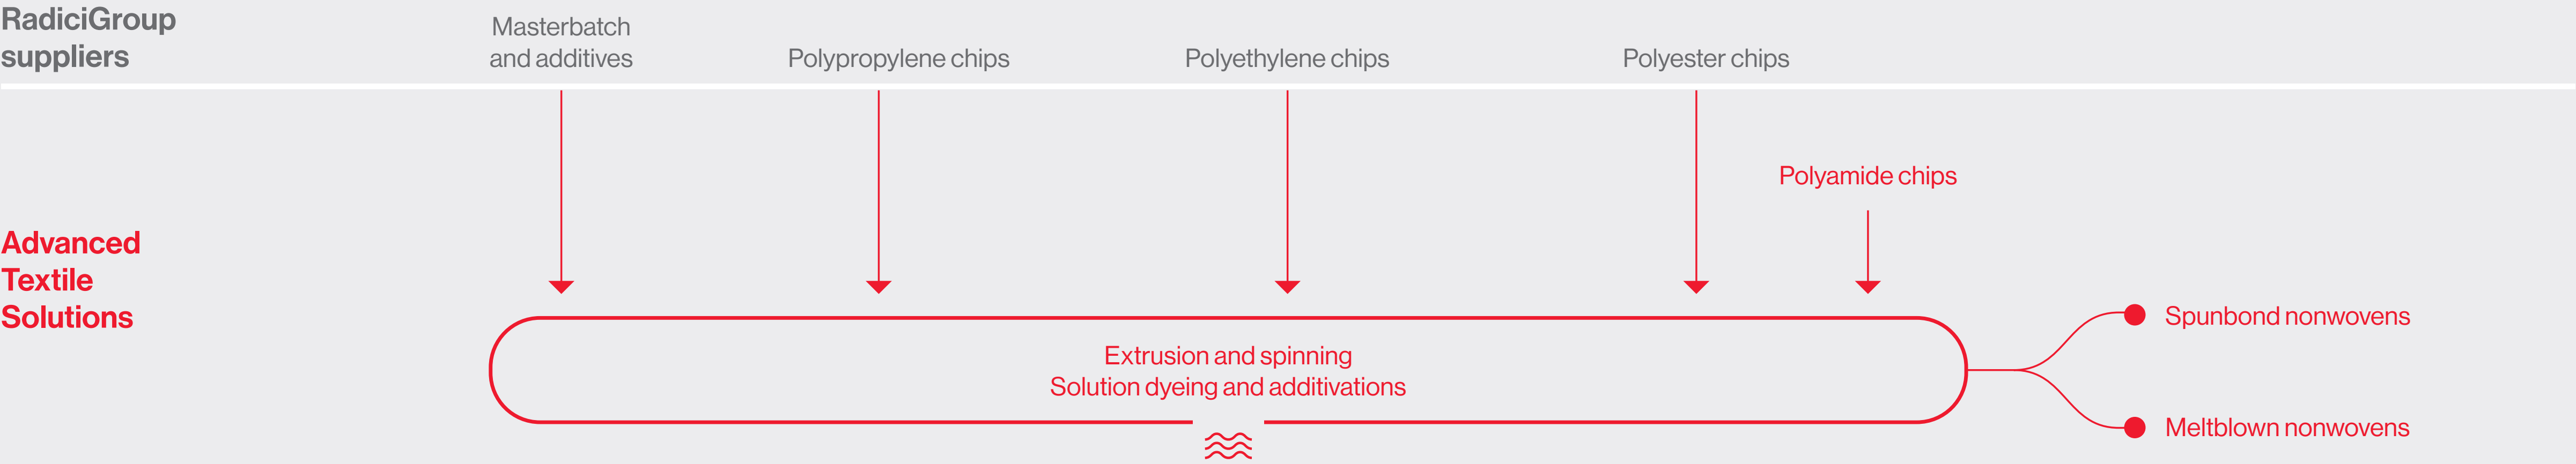 RadiciGroup
suppliers
Masterbatch
and additives
Polypropylene chips
Polyethylene chips
Polyester chips
Polyamide chips
Advanced
Textile
Solutions
Extrusion and spinning
Solution dyeing and additivations
Spunbond nonwovens
Meltblown nonwovens